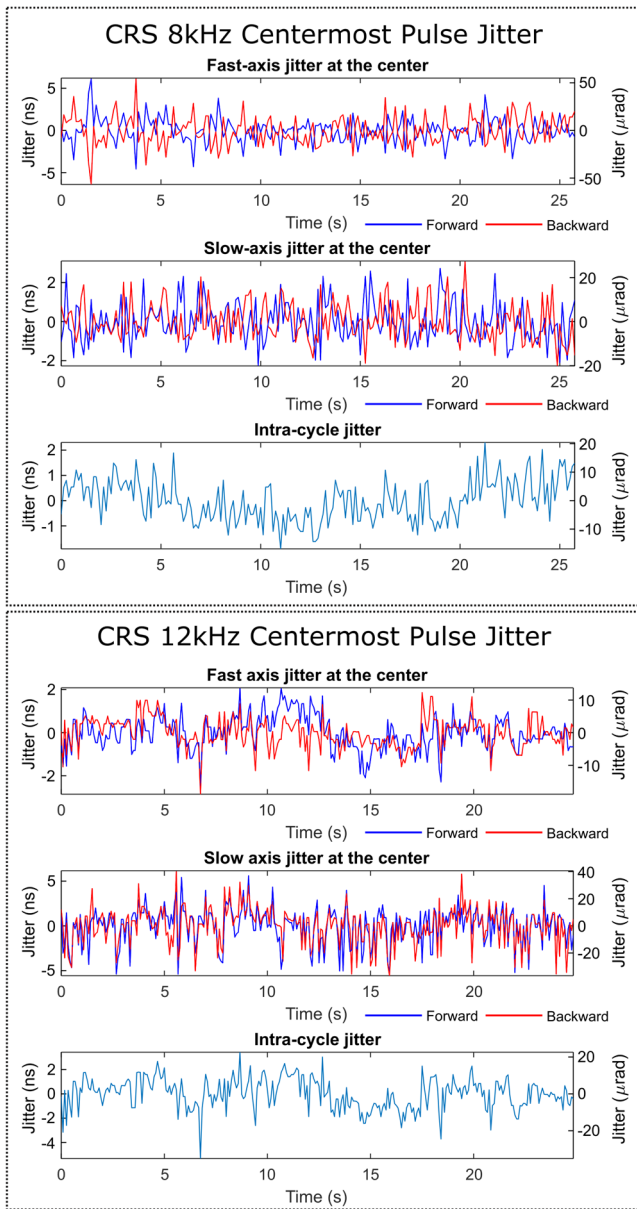 CRS 8kHz Centermost Pulse Jitter
Fast-axis jitter at the center
5
0
-5
Jitter (ns)
50
0
-50
Jitter (μrad)
0 5 10 15 20 25
Time (s)
Forward Backward
Slow-axis jitter at the center
2
0
-2
Jitter (ns)
20
0
-20
Jitter (μrad)
0 5 10 15 20 25
Time (s)
Forward Backward
Intra-cycle jitter
2
1
0
-1
Jitter (ns)
20
10
0
-10
Jitter (μrad)
0 5 10 15 20 25
Time (s)
CRS 12kHz Centermost Pulse Jitter
Fast axis jitter at the center
2
0
-2
Jitter (ns)
10
0
-10
Jitter (μrad)
0 5 10 15 20
Time (s)
Forward Backward
Slow axis jitter at the center
5
0
-5
Jitter (ns)
40
20
0
-20
Jitter (μrad)
0 5 10 15 20
Time (s)
Forward Backward
Intra-cycle jitter
2
0
-2
-4
Jitter (ns)
20
0
-20
Jitter (μrad)
0 5 10 15 20
Time (s)